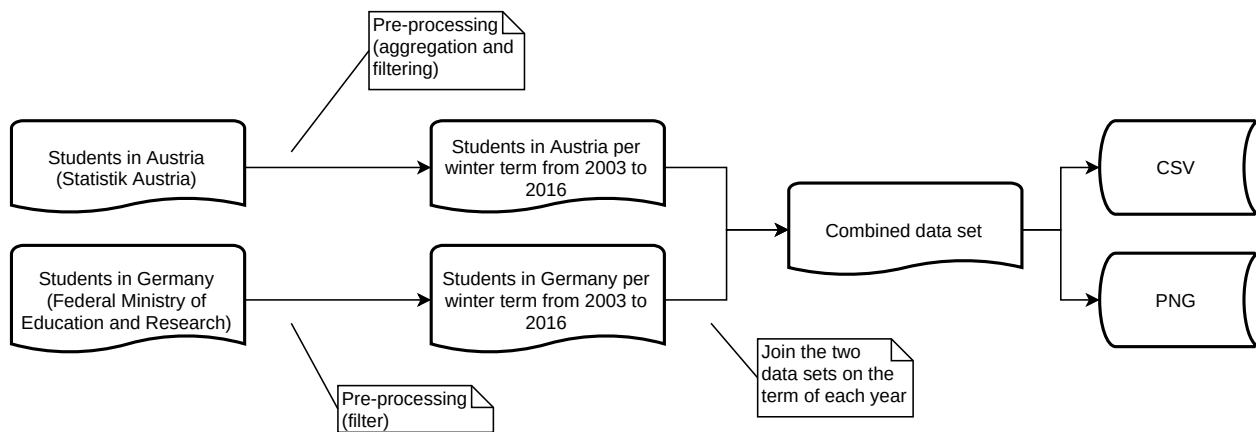 Pre-processing
(aggregation and
filtering)
Students in Austria
(Statistik Austria)
Students in Austria per
winter term from 2003 to
2016
CSV
Combined data set
Students in Germany
(Federal Ministry of
Education and Research)
Students in Germany per
winter term from 2003 to
2016
PNG
Join the two
data sets on the
term of each year
Pre-processing
(filter)